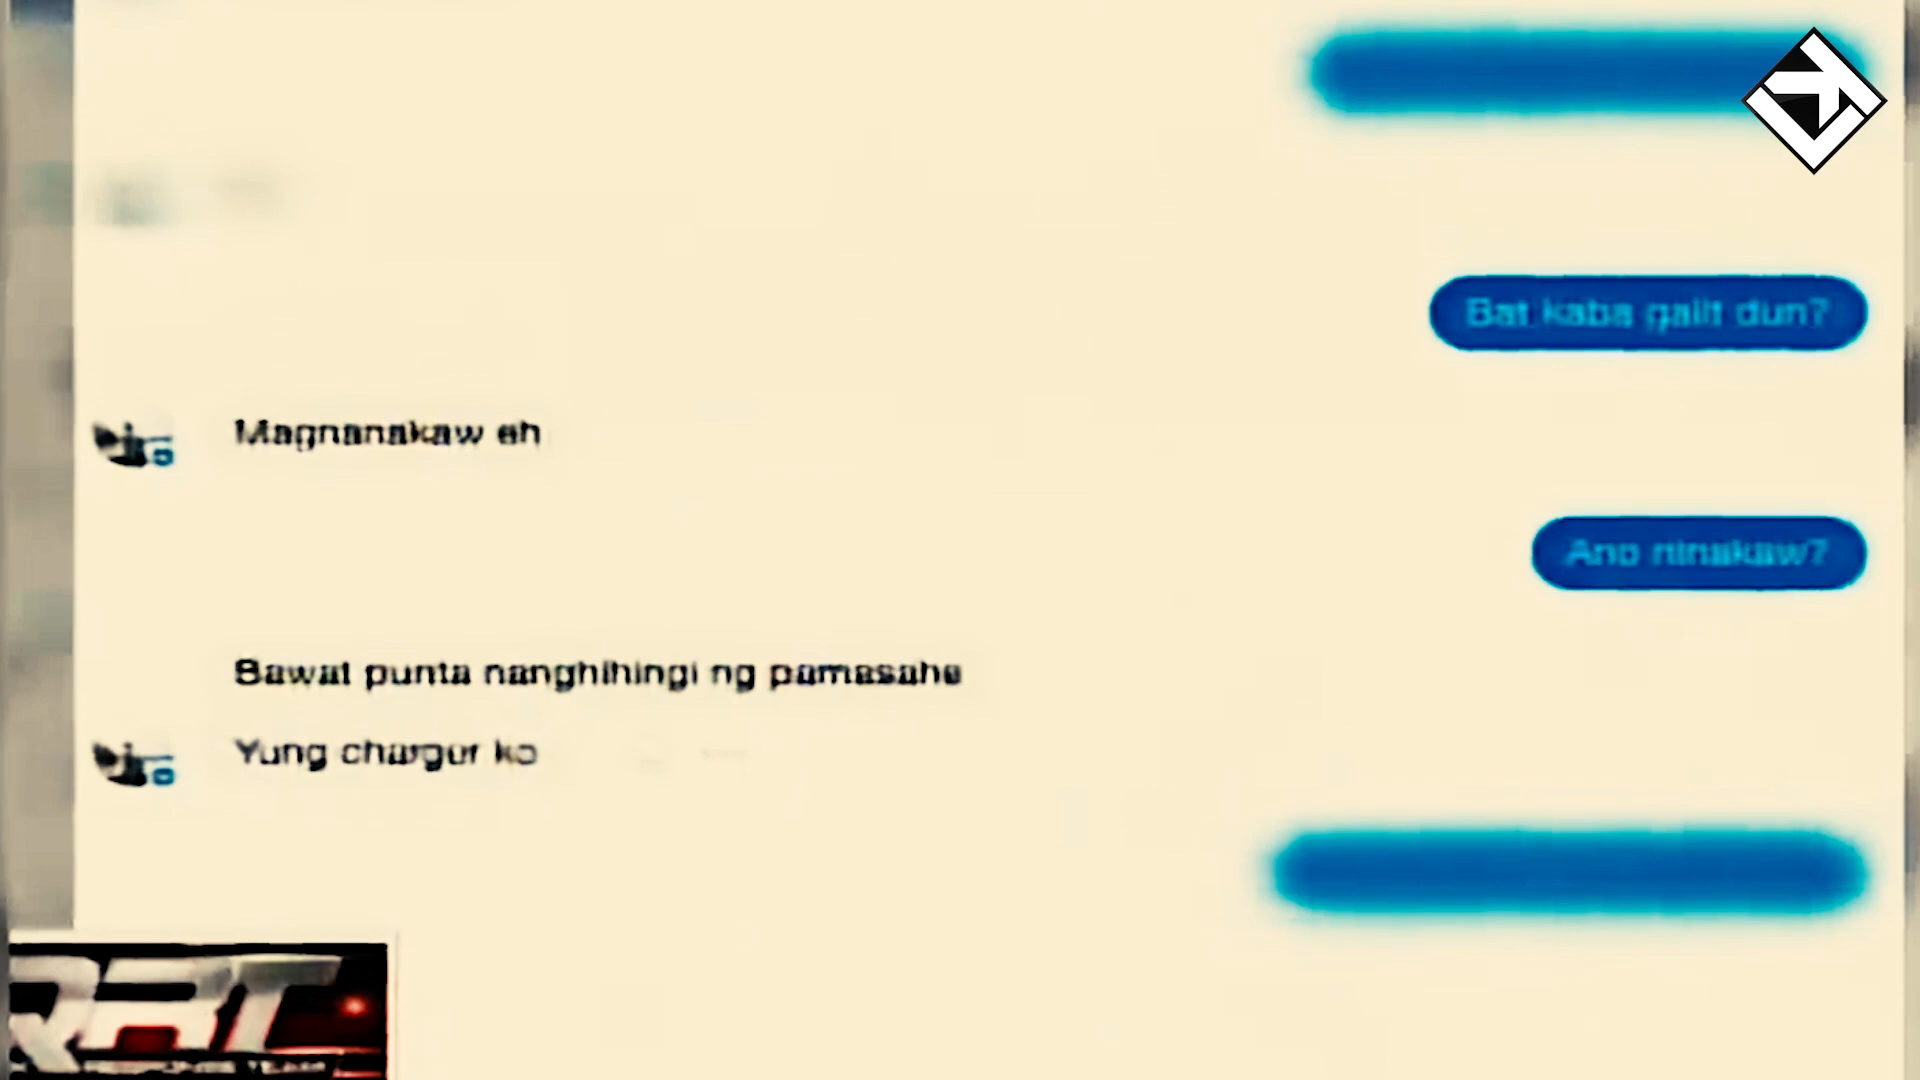 Bat kaba galit dun?
Magnanakaw eh
Ano ninakaw?
Bawat punta nanghihingi ng pamasahe
Yung charger ko